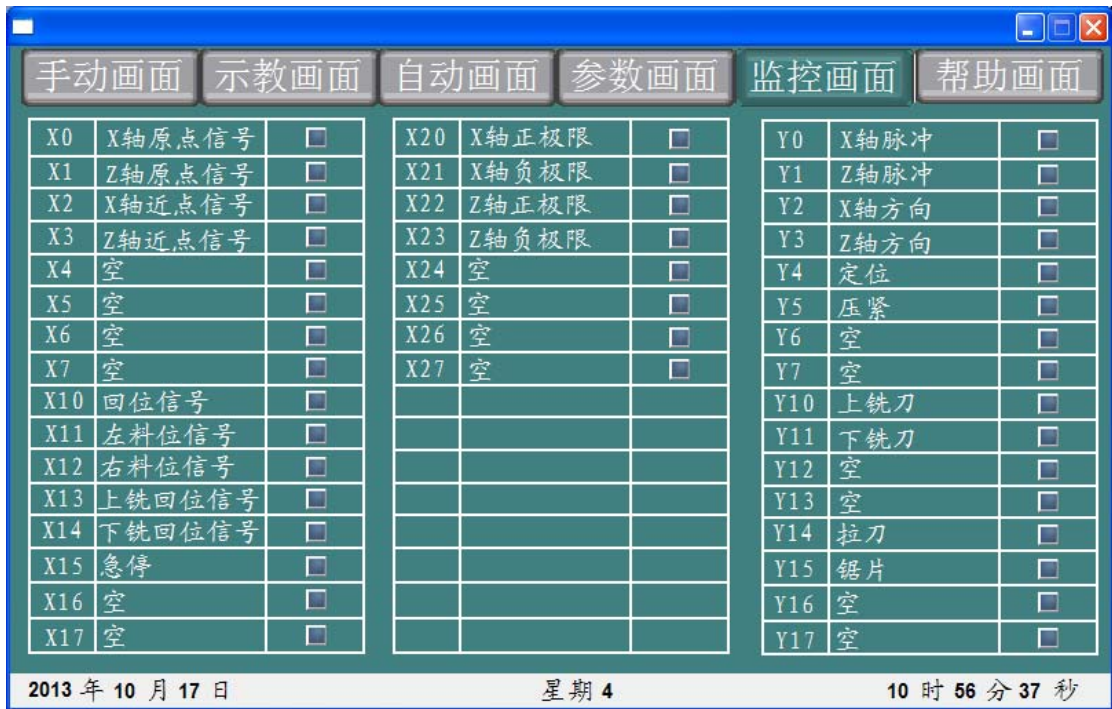 手动画面 示教画面 自动画面 参数画面 监控画面 帮助画面
X0 X轴原点信号
X1 Z轴原点信号
X2 X轴近点信号
X3 Z轴近点信号
X4 空
X5 空
X6 空
X7 空
X10 回位信号
X11 左料位信号
X12 右料位信号
X13 上铣回位信号
X14 下铣回位信号
X15 急停
X16 空
X17 空
X20 X轴正极限
X21 X轴负极限
X22 Z轴正极限
X23 Z轴负极限
X24 空
X25 空
X26 空
X27 空
Y0 X轴脉冲
Y1 Z轴脉冲
Y2 X轴方向
Y3 Z轴方向
Y4 定位
Y5 压紧
Y6 空
Y7 空
Y10 上铣刀
Y11 下铣刀
Y12 空
Y13 空
Y14 拉刀
Y15 锯片
Y16 空
Y17 空
2013 年 10 月 17 日 星期 4 10 时 56 分 37 秒